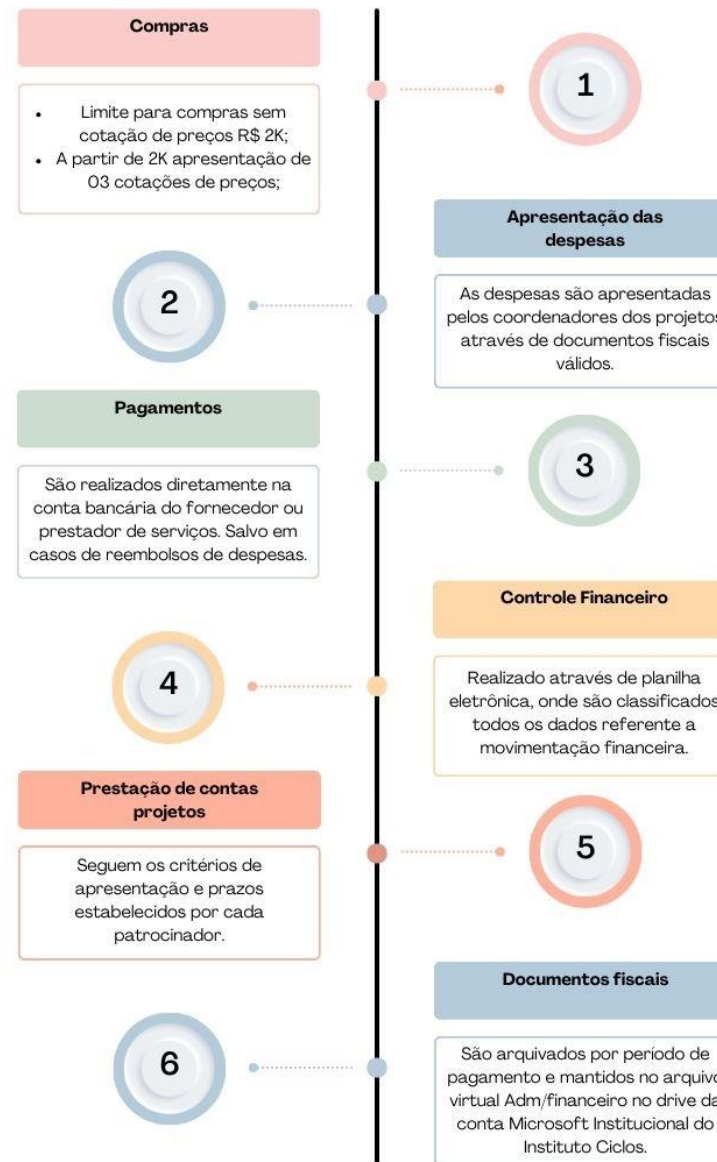 Compras
1
• Limite para compras sem
cotação de preços R$ 2K;
• A partir de 2K apresentação de
03 cotações de preços;
Apresentação das
despesas
2
As despesas são apresentadas
pelos coordenadores dos projetos
através de documentos fiscais
válidos.
Pagamentos
3
São realizados diretamente na
conta bancária do fornecedor ou
prestador de serviços. Salvo em
casos de reembolsos de despesas.
Controle Financeiro
4
Realizado através de planilha
eletrônica, onde são classificados
todos os dados referente a
movimentação financeira.
Prestação de contas
projetos
5
Seguem os critérios de
apresentação e prazos
estabelecidos por cada
patrocinador.
Documentos fiscais
6
São arquivados por período de
pagamento e mantidos no arquivo
virtual Adm/financeiro no drive da
conta Microsoft Institucional do
Instituto Ciclos.